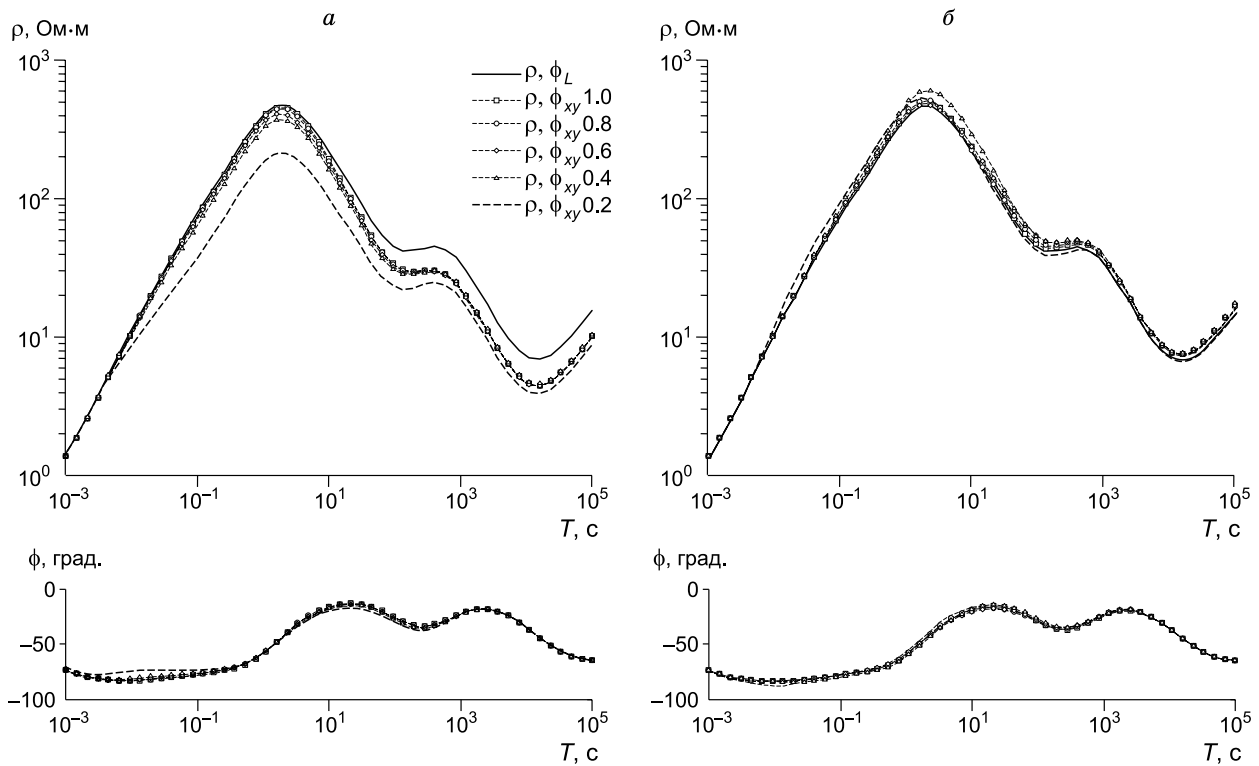 а
ρ, Ом·м
10³
10²
10¹
10⁰
10⁻³
10⁻¹
10¹
10³
10⁵
T, с
ρ, ϕ_L
ρ, ϕ_xy 1.0
ρ, ϕ_xy 0.8
ρ, ϕ_xy 0.6
ρ, ϕ_xy 0.4
ρ, ϕ_xy 0.2
ϕ, град.
0
−50
−100
10⁻³
10⁻¹
10¹
10³
10⁵
T, с
б
ρ, Ом·м
10³
10²
10¹
10⁰
10⁻³
10⁻¹
10¹
10³
10⁵
T, с
ϕ, град.
0
−50
−100
10⁻³
10⁻¹
10¹
10³
10⁵
T, с